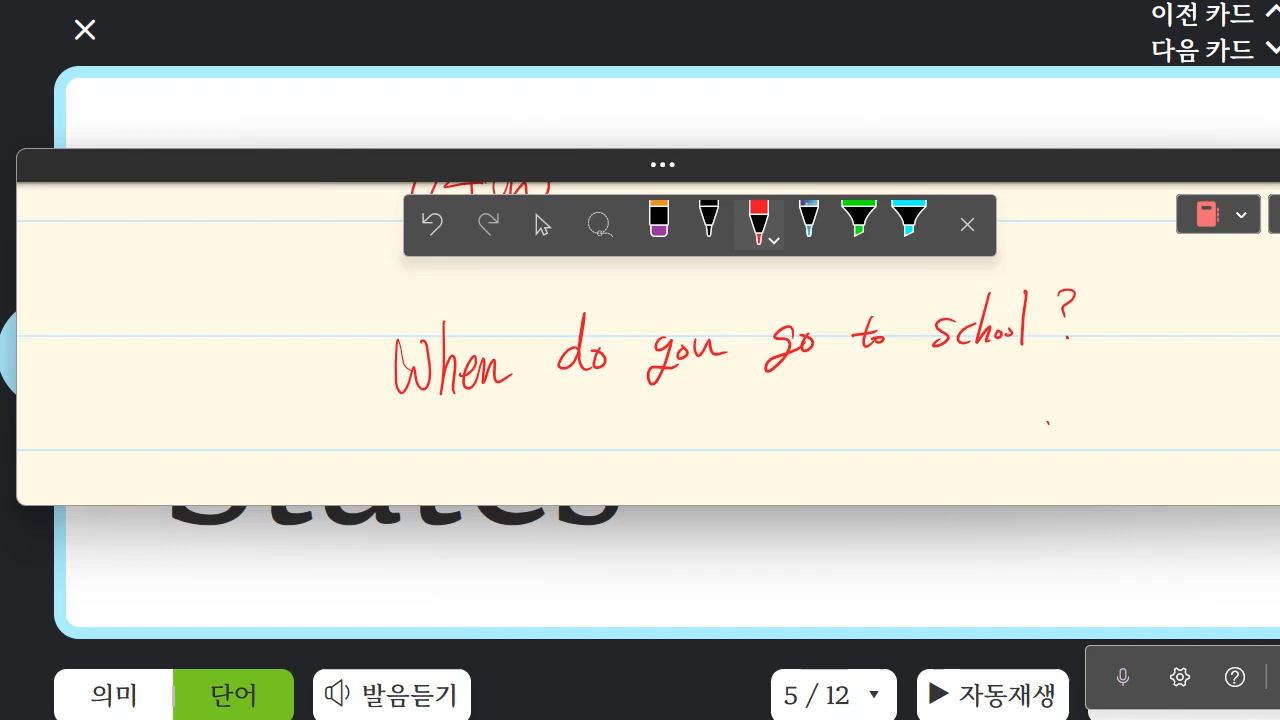 이전 카드
다음 카드
When do you go to school?
States
의미
단어
발음듣기
5 / 12
자동재생